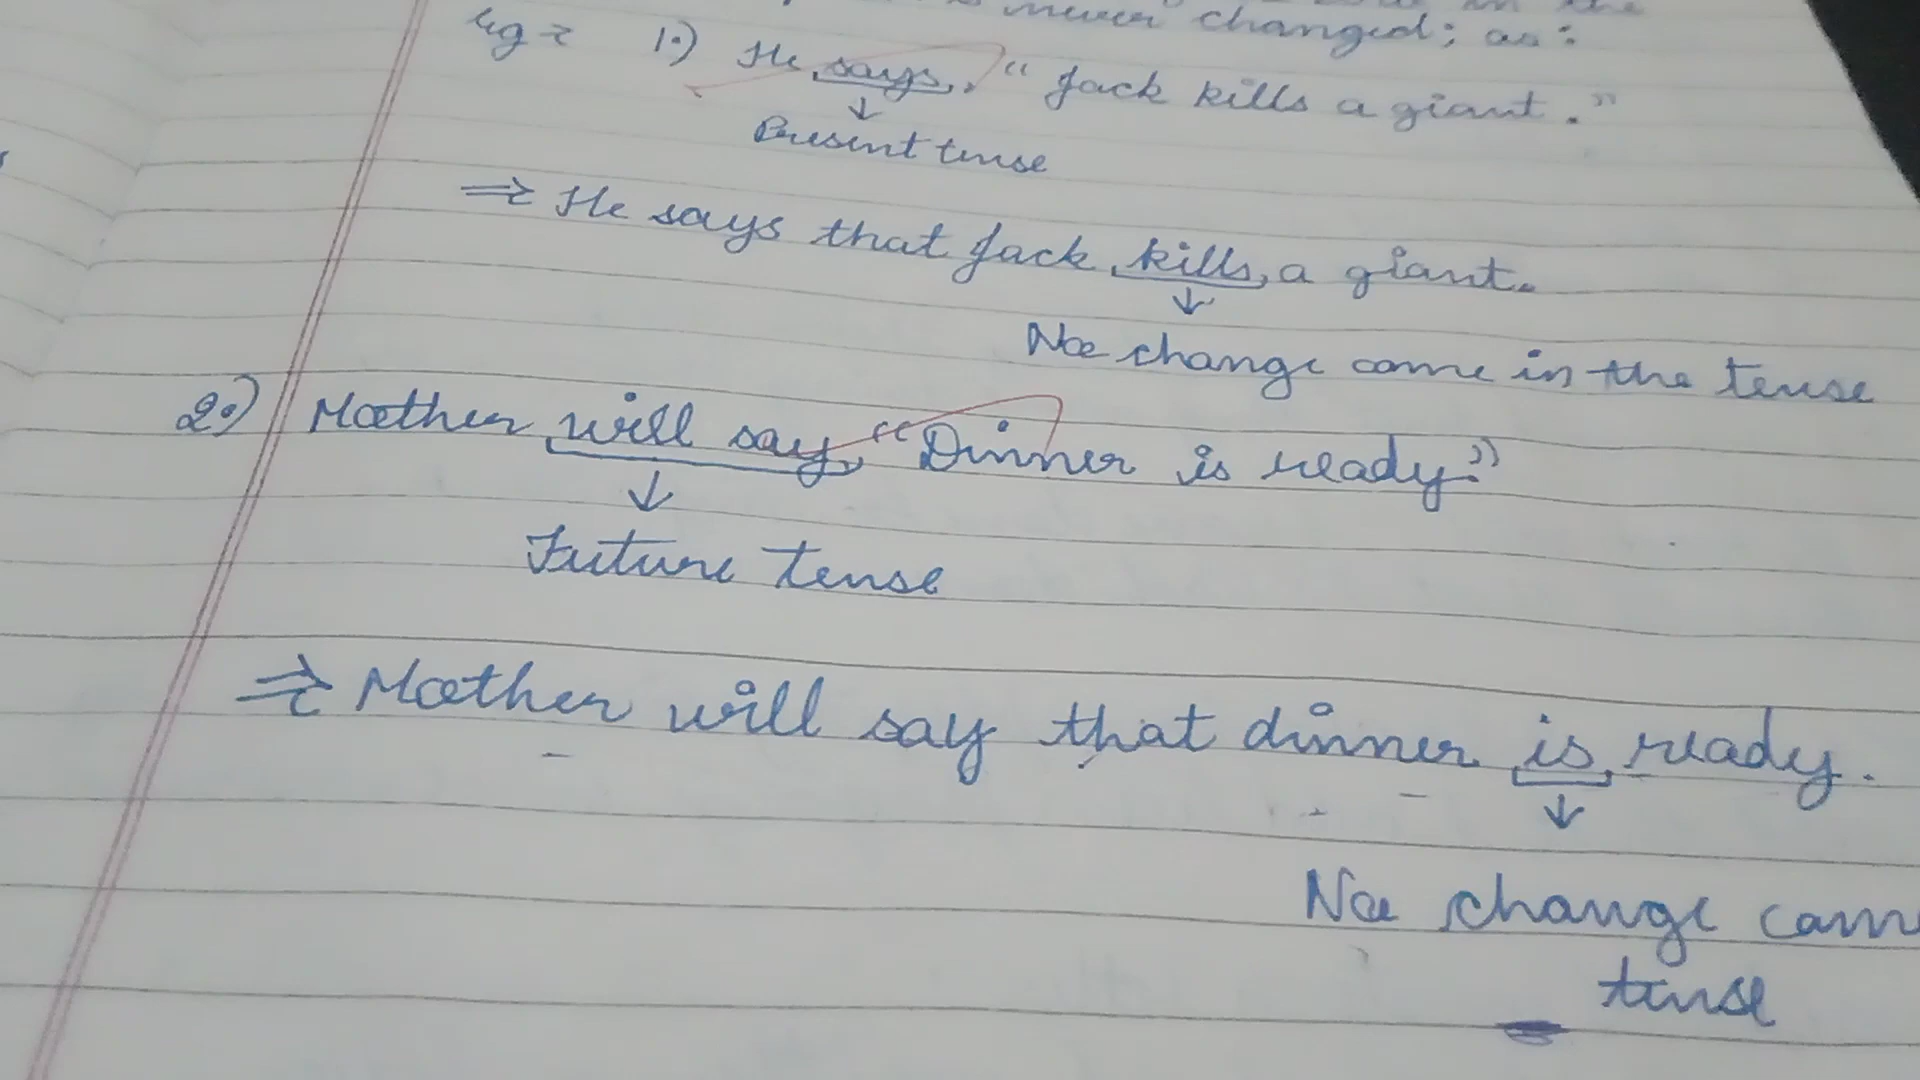 never changed; as:
eg = 1.) He says, "Jack kills a giant."
↓
Present tense
⇒ He says that Jack kills a giant.
↓
No change come in the tense
2.) Mother will say, "Dinner is ready."
↓
Future tense
⇒ Mother will say that dinner is ready.
↓
No change
tense